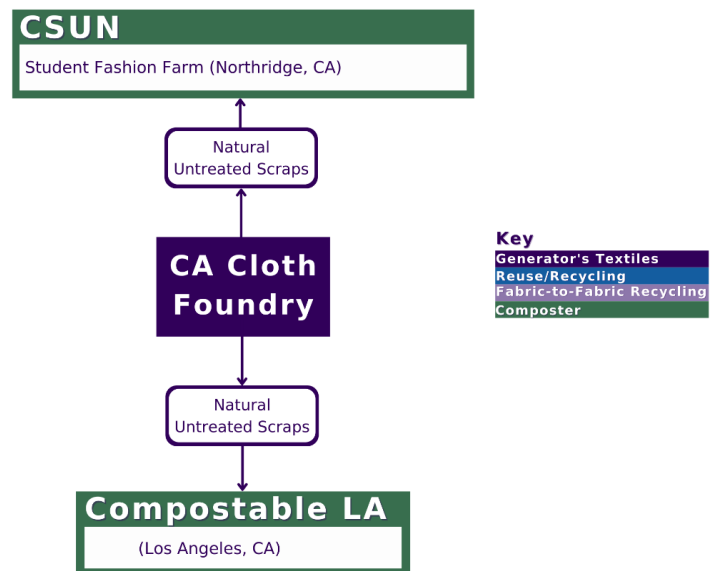 CSUN
Student Fashion Farm (Northridge, CA)
Natural
Untreated Scraps
CA Cloth
Foundry
Key
Generator's Textiles
Reuse/Recycling
Fabric-to-Fabric Recycling
Composter
Natural
Untreated Scraps
Compostable LA
(Los Angeles, CA)